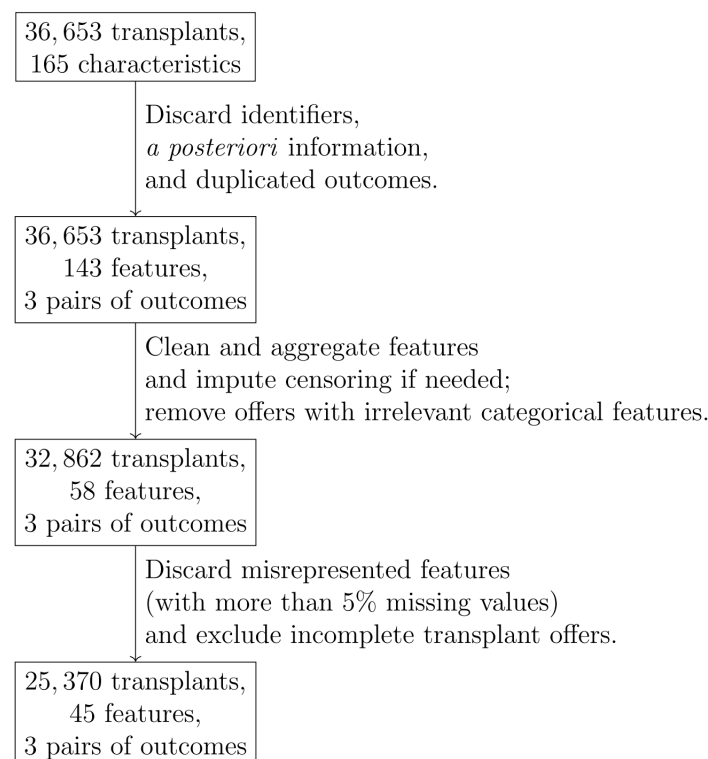 36, 653 transplants,
165 characteristics
Discard identifiers,
a posteriori information,
and duplicated outcomes.
36, 653 transplants,
143 features,
3 pairs of outcomes
Clean and aggregate features
and impute censoring if needed;
remove offers with irrelevant categorical features.
32, 862 transplants,
58 features,
3 pairs of outcomes
Discard misrepresented features
(with more than 5% missing values)
and exclude incomplete transplant offers.
25, 370 transplants,
45 features,
3 pairs of outcomes